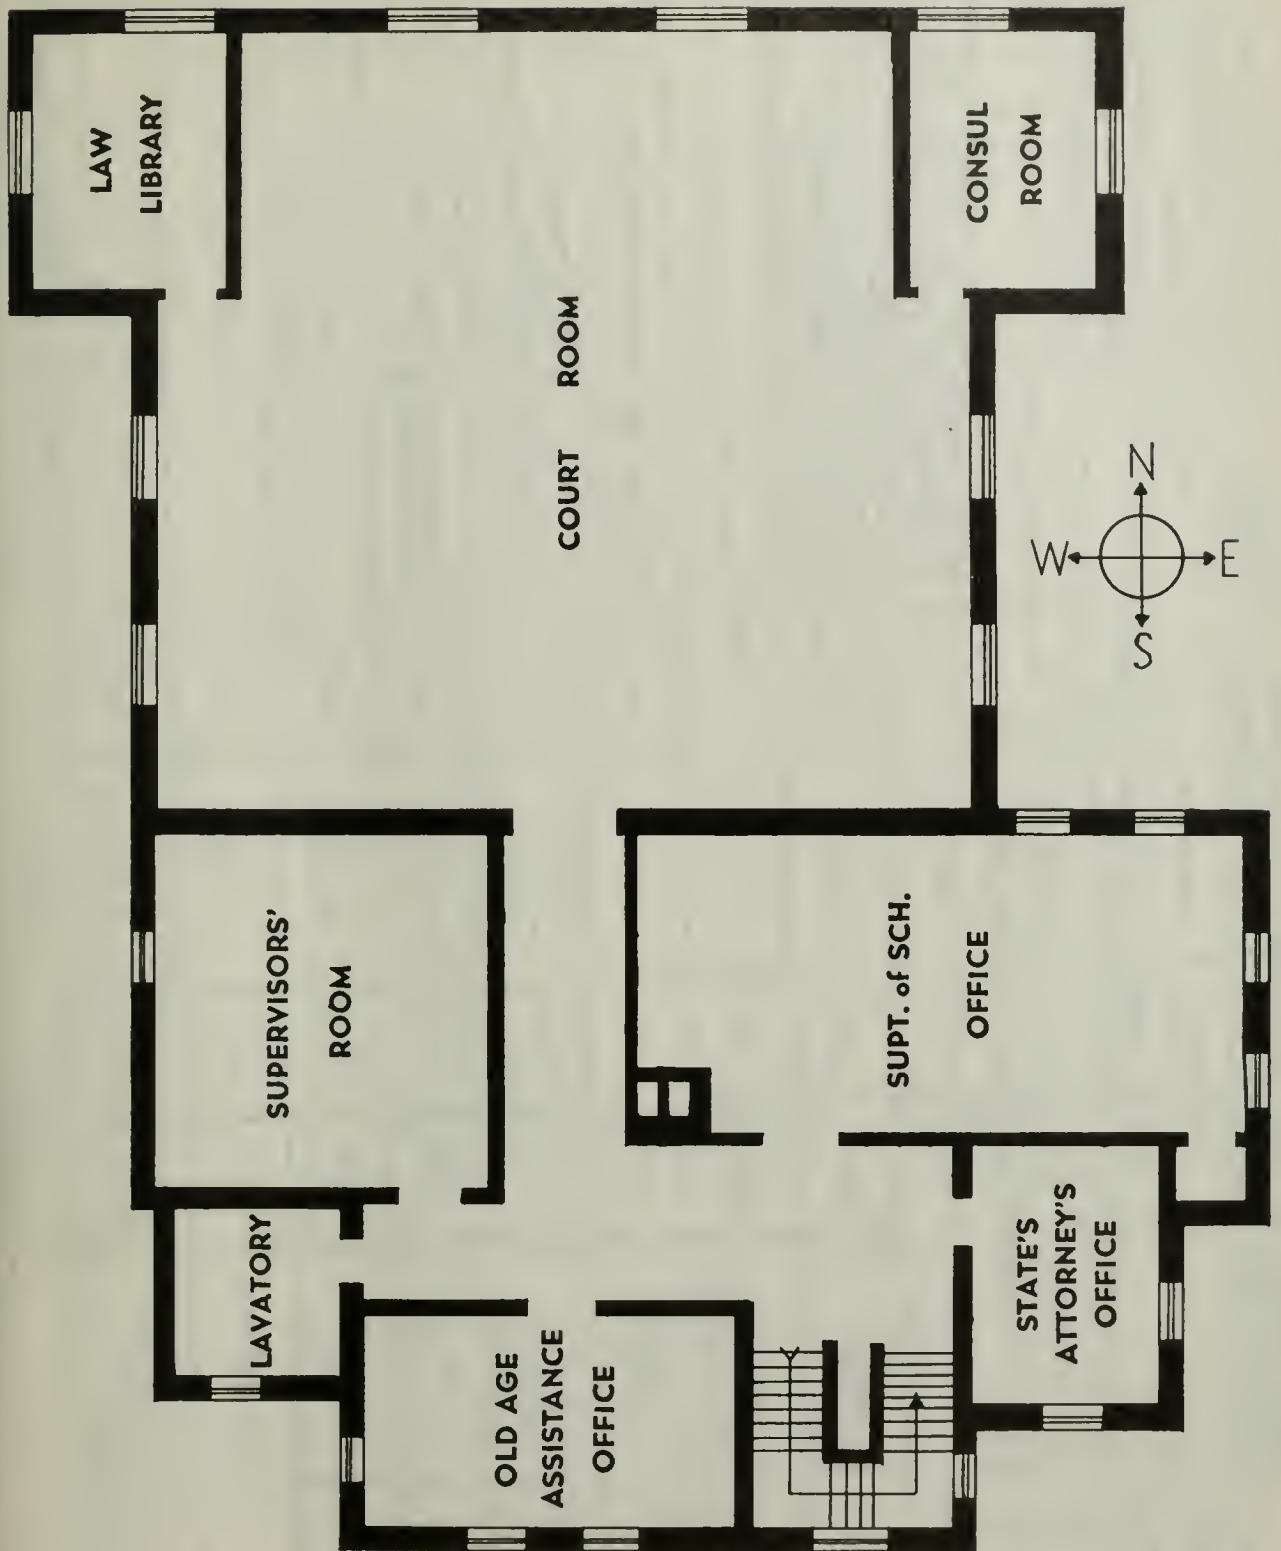 LAW
LIBRARY
CONSUL
ROOM
COURT ROOM
N
W
E
S
SUPERVISORS'
ROOM
SUPT. of SCH.
OFFICE
LAVATORY
OLD AGE
ASSISTANCE
OFFICE
STATE'S
ATTORNEY'S
OFFICE